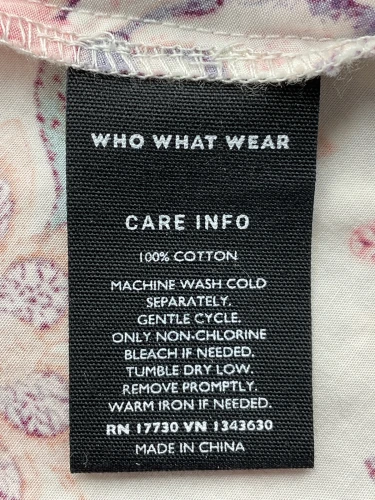 WHO WHAT WEAR
CARE INFO
100% COTTON
MACHINE WASH COLD
SEPARATELY.
GENTLE CYCLE.
ONLY NON-CHLORINE
BLEACH IF NEEDED.
TUMBLE DRY LOW.
REMOVE PROMPTLY.
WARM IRON IF NEEDED.
RN 17730 VN 1343630
MADE IN CHINA